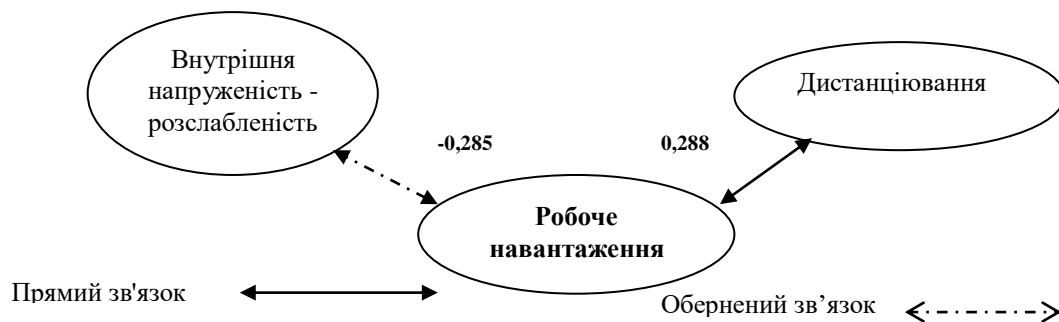 Внутрішня
напруженість -
розслабленість
Дистанціювання
-0,285
0,288
Робоче
навантаження
Прямий зв'язок
Обернений зв’язок